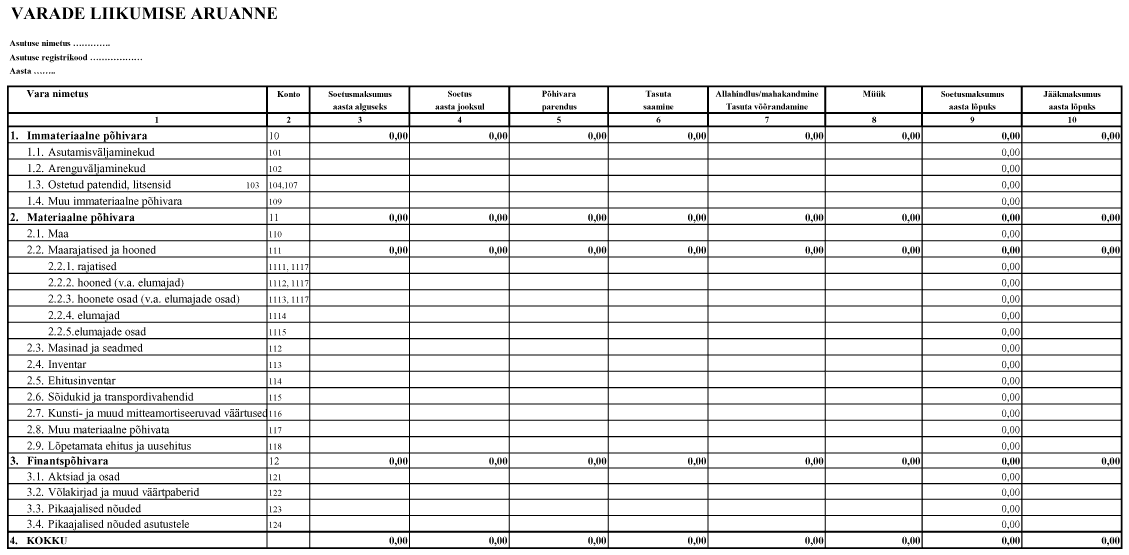 VARADE LIIKUMISE ARUANNE
Asutuse nimetus ………….
Asutuse registrikood ………………
Aasta ……..
Vara nimetus Konto Soetusmaksumus Soetus Põhivara Tasuta Allahindlus/mahakandmine Müük Soetusmaksumus Jääkmaksumus
aasta alguseks aasta jooksul parendus saamine Tasuta võõrandamine aasta lõpuks aasta lõpuks
1 2 3 4 5 6 7 8 9 10
1. Immateriaalne põhivara 10 0,00 0,00 0,00 0,00 0,00 0,00 0,00 0,00
1.1. Asutamisväljaminekud 101 0,00
1.2. Arenguväljaminekud 102 0,00
1.3. Ostetud patendid, litsensid 103 104,107 0,00
1.4. Muu immateriaalne põhivara 109 0,00
2. Materiaalne põhivara 11 0,00 0,00 0,00 0,00 0,00 0,00 0,00 0,00
2.1. Maa 110 0,00
2.2. Maarajatised ja hooned 111 0,00 0,00 0,00 0,00 0,00 0,00 0,00 0,00
2.2.1. rajatised 1111, 1117 0,00
2.2.2. hooned (v.a. elumajad) 1112, 1117 0,00
2.2.3. hoonete osad (v.a. elumajade osad) 1113, 1117 0,00
2.2.4. elumajad 1114 0,00
2.2.5.elumajade osad 1115 0,00
2.3. Masinad ja seadmed 112 0,00
2.4. Inventar 113 0,00
2.5. Ehitusinventar 114 0,00
2.6. Sõidukid ja transpordivahendid 115 0,00
2.7. Kunsti- ja muud mitteamortiseeruvad väärtused 116 0,00
2.8. Muu materiaalne põhivata 117 0,00
2.9. Lõpetamata ehitus ja uusehitus 118 0,00
3. Finantspõhivara 12 0,00 0,00 0,00 0,00 0,00 0,00 0,00 0,00
3.1. Aktsiad ja osad 121 0,00
3.2. Võlakirjad ja muud väärtpaberid 122 0,00
3.3. Pikaajalised nõuded 123 0,00
3.4. Pikaajalised nõuded asutustele 124 0,00
4. KOKKU 0,00 0,00 0,00 0,00 0,00 0,00 0,00 0,00